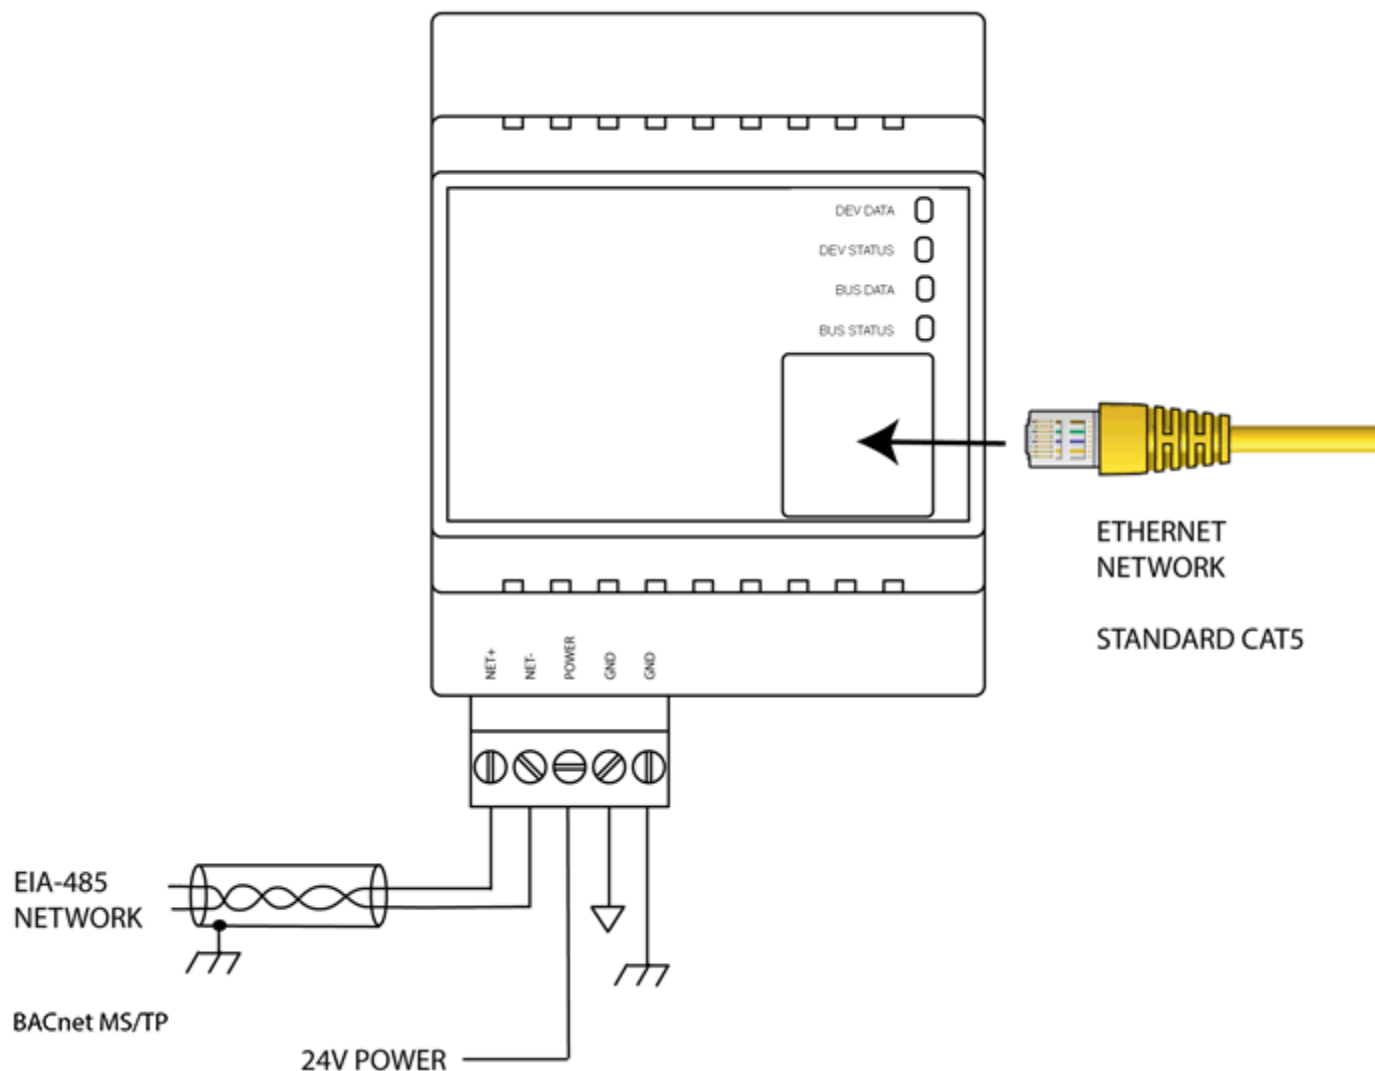 DEV DATA
DEV STATUS
BUS DATA
BUS STATUS
ETHERNET
NETWORK
STANDARD CAT5
NET+
NET-
POWER
GND
GND
EIA-485
NETWORK
BACnet MS/TP
24V POWER